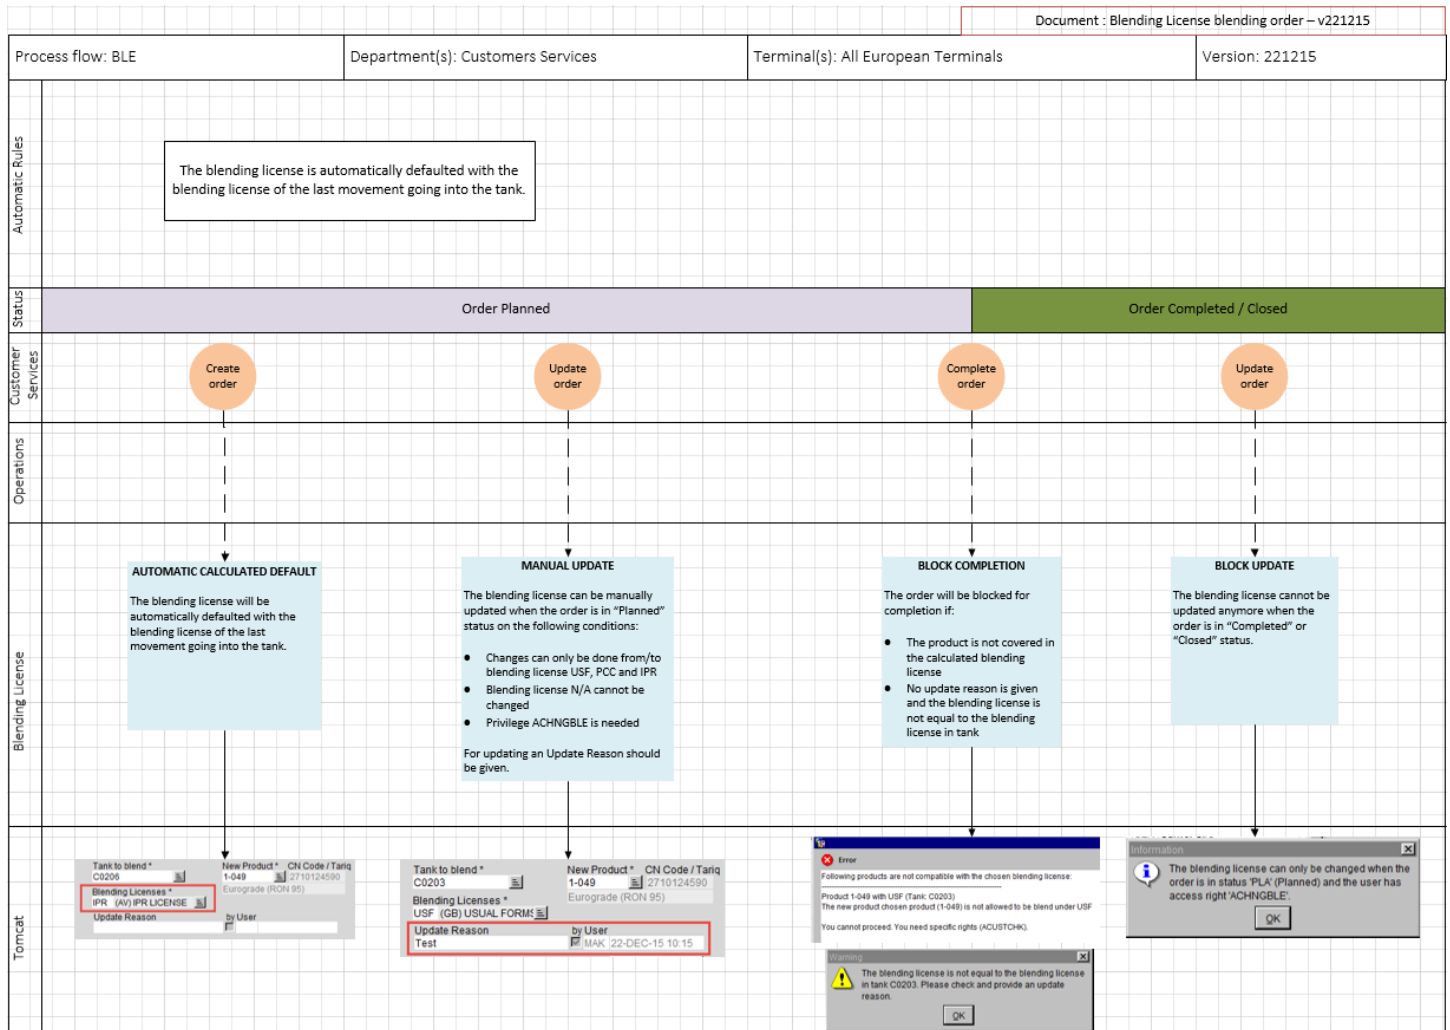 Document : Blending License blending order – v221215
Process flow: BLE
Department(s): Customers Services
Terminal(s): All European Terminals
Version: 221215
Automatic Rules
The blending license is automatically defaulted with the
blending license of the last movement going into the tank.
Status
Order Planned
Order Completed / Closed
Customer
Services
Create
order
Update
order
Complete
order
Update
order
Operations
Blending License
AUTOMATIC CALCULATED DEFAULT
The blending license will be
automatically defaulted with the
blending license of the last
movement going into the tank.
MANUAL UPDATE
The blending license can be manually
updated when the order is in “Planned”
status on the following conditions:
● Changes can only be done from/to
blending license USF, PCC and IPR
● Blending license N/A cannot be
changed
● Privilege ACHNGBLE is needed
For updating an Update Reason should
be given.
BLOCK COMPLETION
The order will be blocked for
completion if:
● The product is not covered in
the calculated blending
license
● No update reason is given
and the blending license is
not equal to the blending
license in tank
BLOCK UPDATE
The blending license cannot be
updated anymore when the
order is in “Completed” or
“Closed” status.
Tomcat
Tank to blend * New Product * CN Code / Tariq
C0206 1-049 2710124590
Blending Licenses * Eurograde (RON 95)
IPR (AV) IPR LICENSE
Update Reason by User
Tank to blend * New Product * CN Code / Tariq
C0203 1-049 2710124590
Blending Licenses * Eurograde (RON 95)
USF (GB) USUAL FORMS
Update Reason by User
Test MAK 22-DEC-15 10:15
Error
Following products are not compatible with the chosen blending license:
Product 1-049 with USF (Tank: C0203)
The new product chosen product (1-049) is not allowed to be blend under USF
You cannot proceed. You need specific rights (ACUSTCHK).
Warning
The blending license is not equal to the blending license
in tank C0203. Please check and provide an update
reason.
OK
Information
The blending license can only be changed when the
order is in status 'PLA' (Planned) and the user has
access right 'ACHNGBLE'.
OK